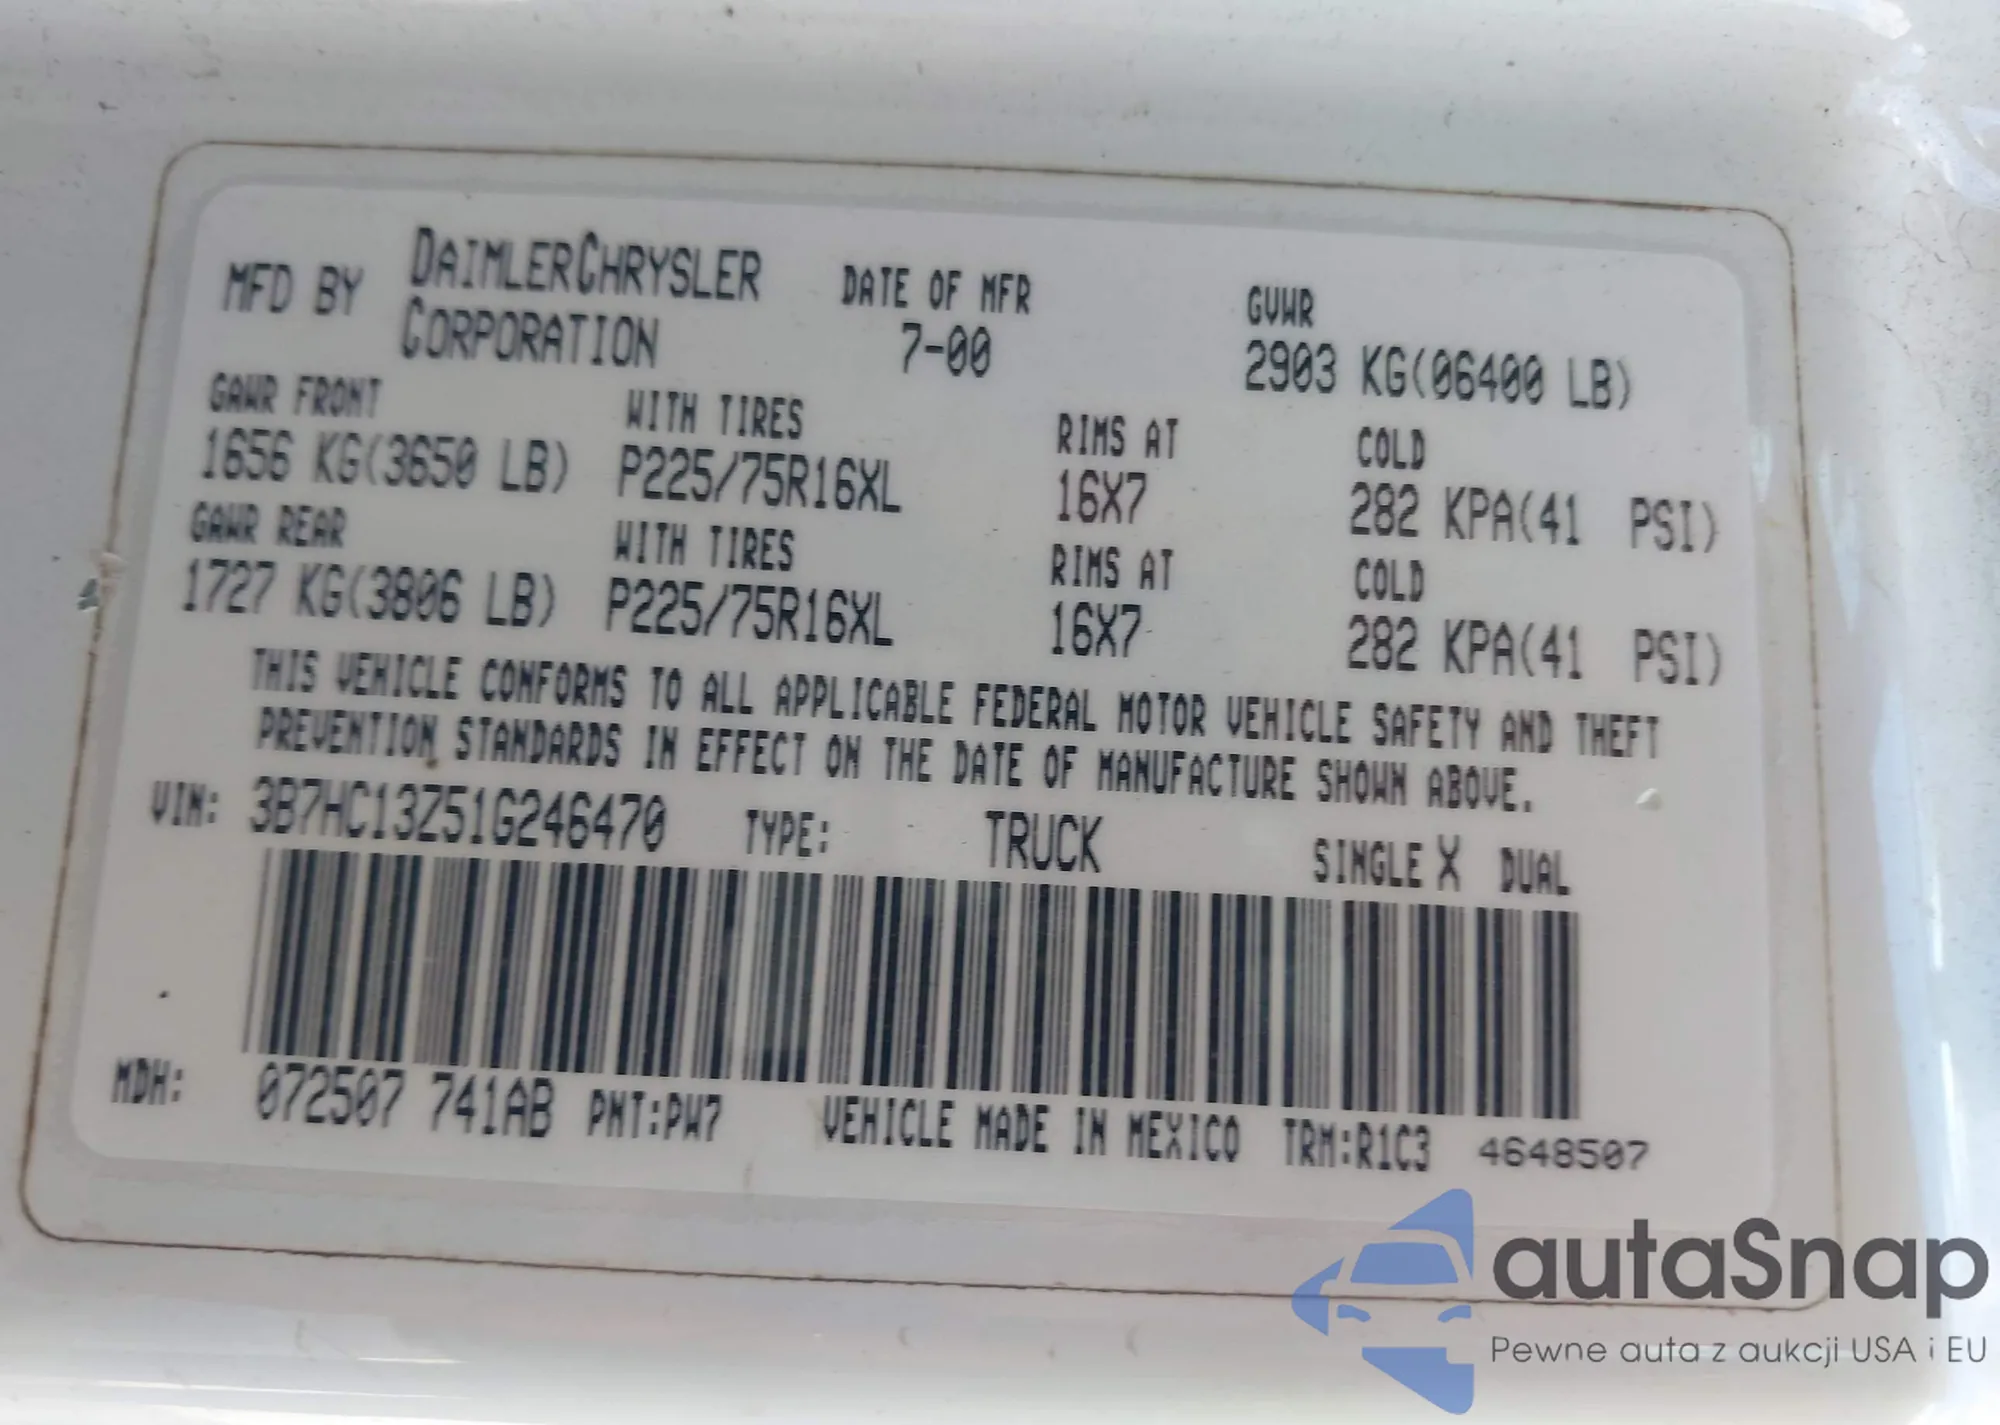 MFD BY DAIMLERCHRYSLER CORPORATION
DATE OF MFR 7-00
GVWR 2903 KG(06400 LB)
GAWR FRONT WITH TIRES RIMS AT COLD
1656 KG(3650 LB) P225/75R16XL 16X7 282 KPA(41 PSI)
GAWR REAR WITH TIRES RIMS AT COLD
1727 KG(3806 LB) P225/75R16XL 16X7 282 KPA(41 PSI)
THIS VEHICLE CONFORMS TO ALL APPLICABLE FEDERAL MOTOR VEHICLE SAFETY AND THEFT
PREVENTION STANDARDS IN EFFECT ON THE DATE OF MANUFACTURE SHOWN ABOVE.
VIN: 3B7HC13Z51G246470 TYPE: TRUCK SINGLE X DUAL
MDH: 072507 741AB PNT:PW7 VEHICLE MADE IN MEXICO TRM:R1C3 4648507
autaSnap
Pewne auta z aukcji USA i EU